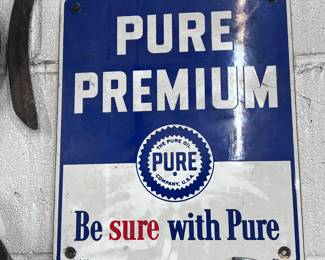 PURE
PREMIUM
THE PURE OIL
PURE
COMPANY, U.S.A.
Be sure with Pure